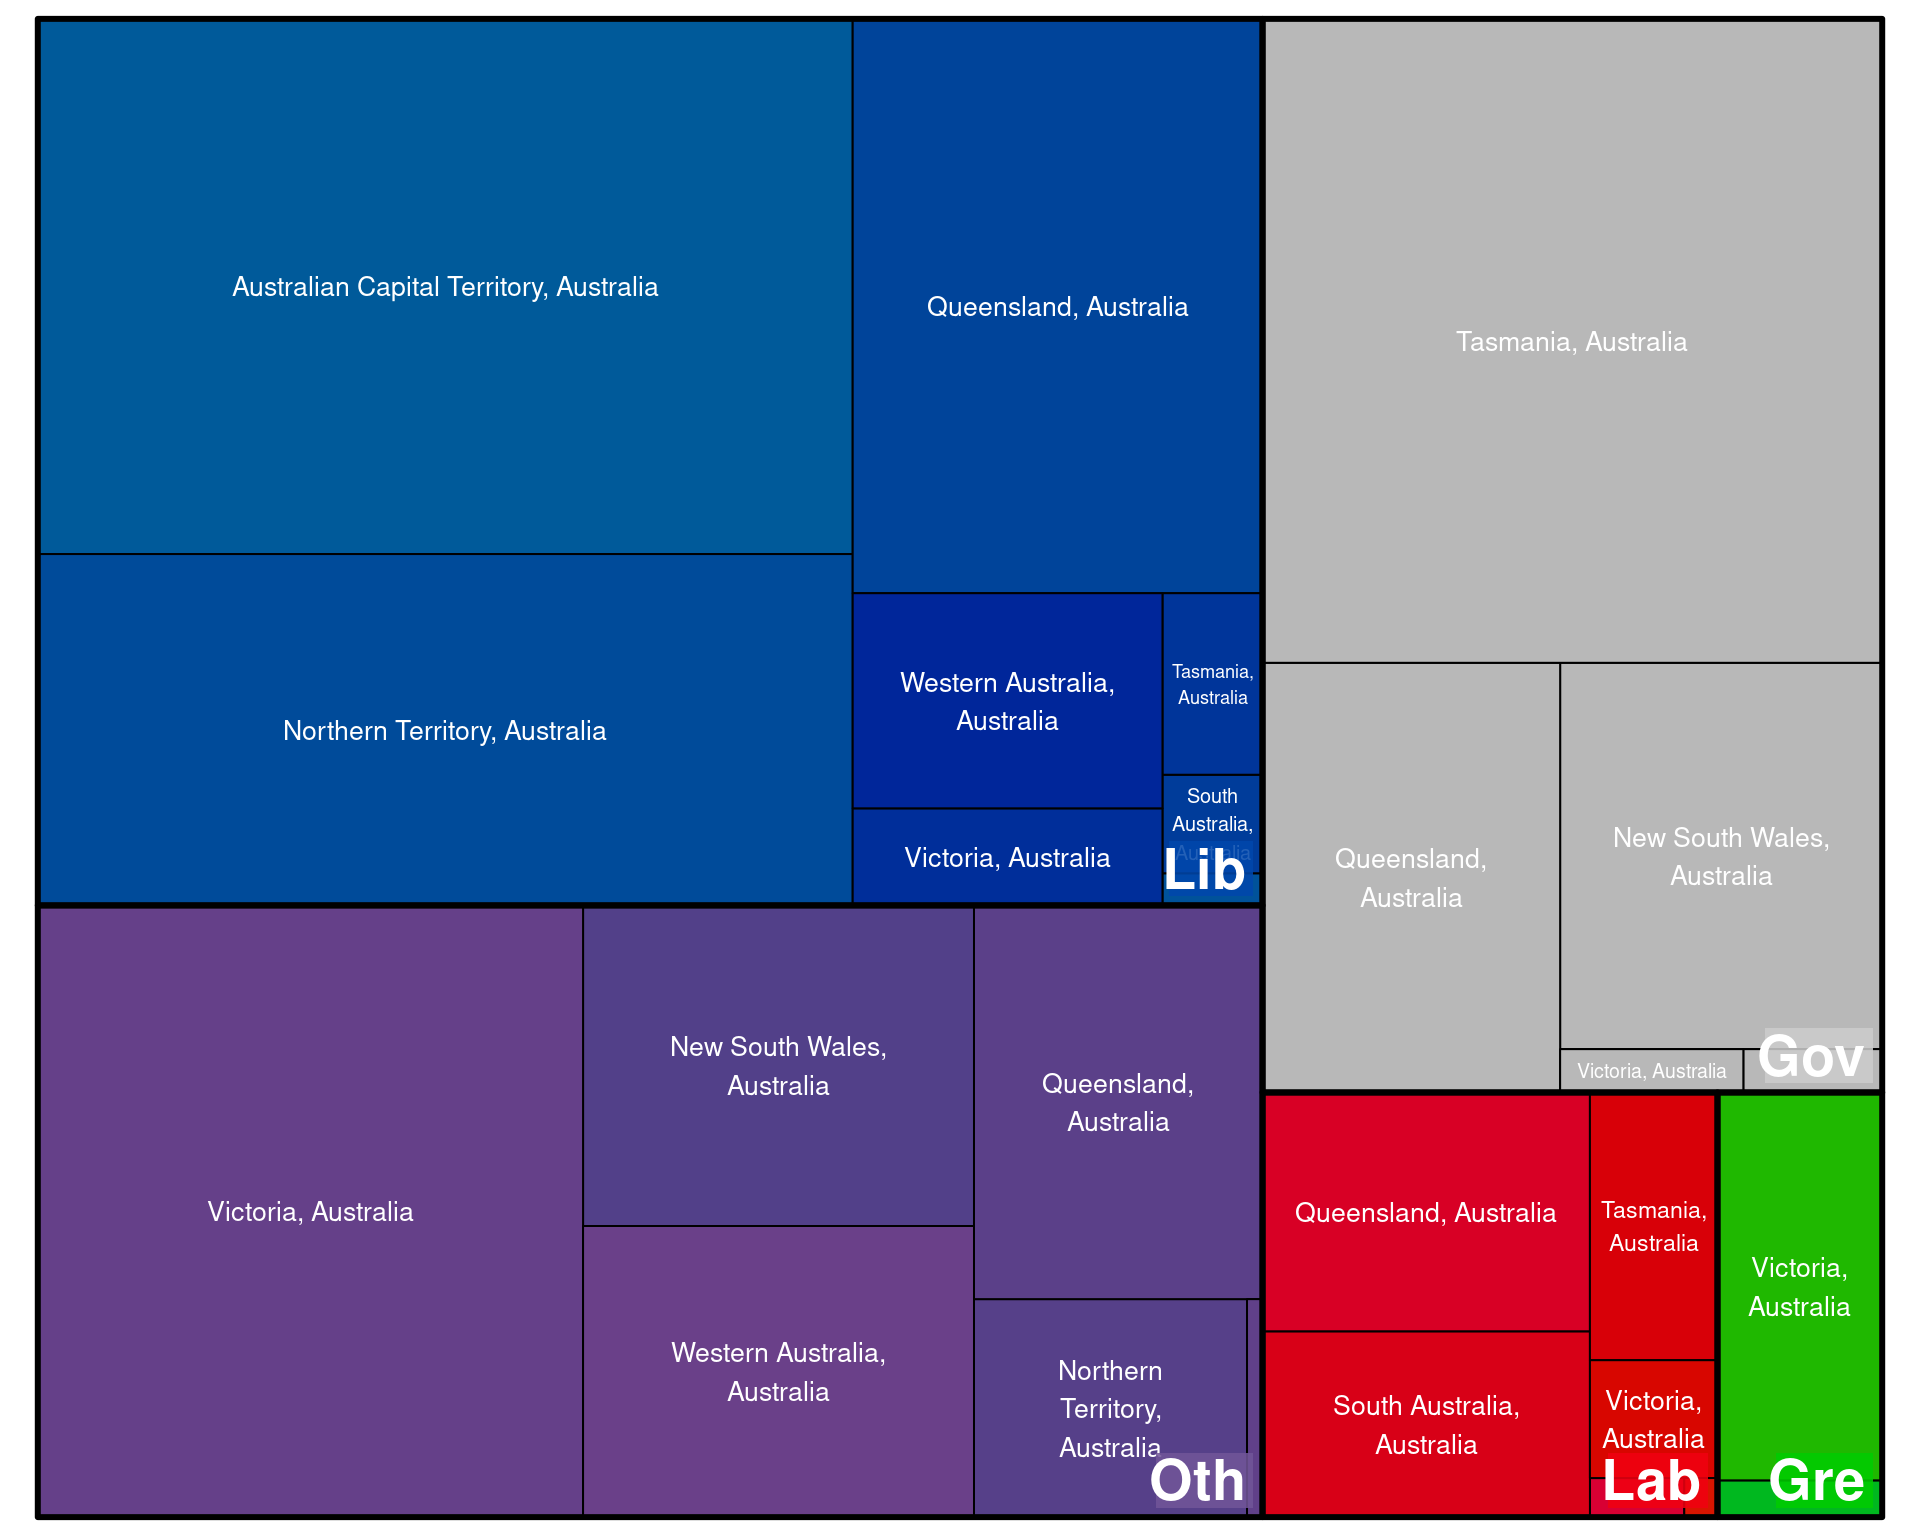 Australian Capital Territory, Australia
Northern Territory, Australia
Queensland, Australia
Western Australia,
Australia
Victoria, Australia
Tasmania,
Australia
South
Australia,
Australia
Lib
Tasmania, Australia
Queensland,
Australia
New South Wales,
Australia
Victoria, Australia
Gov
Victoria, Australia
New South Wales,
Australia
Western Australia,
Australia
Queensland,
Australia
Northern
Territory,
Australia
Oth
Queensland, Australia
South Australia,
Australia
Tasmania,
Australia
Victoria,
Australia
Lab
Victoria,
Australia
Gre